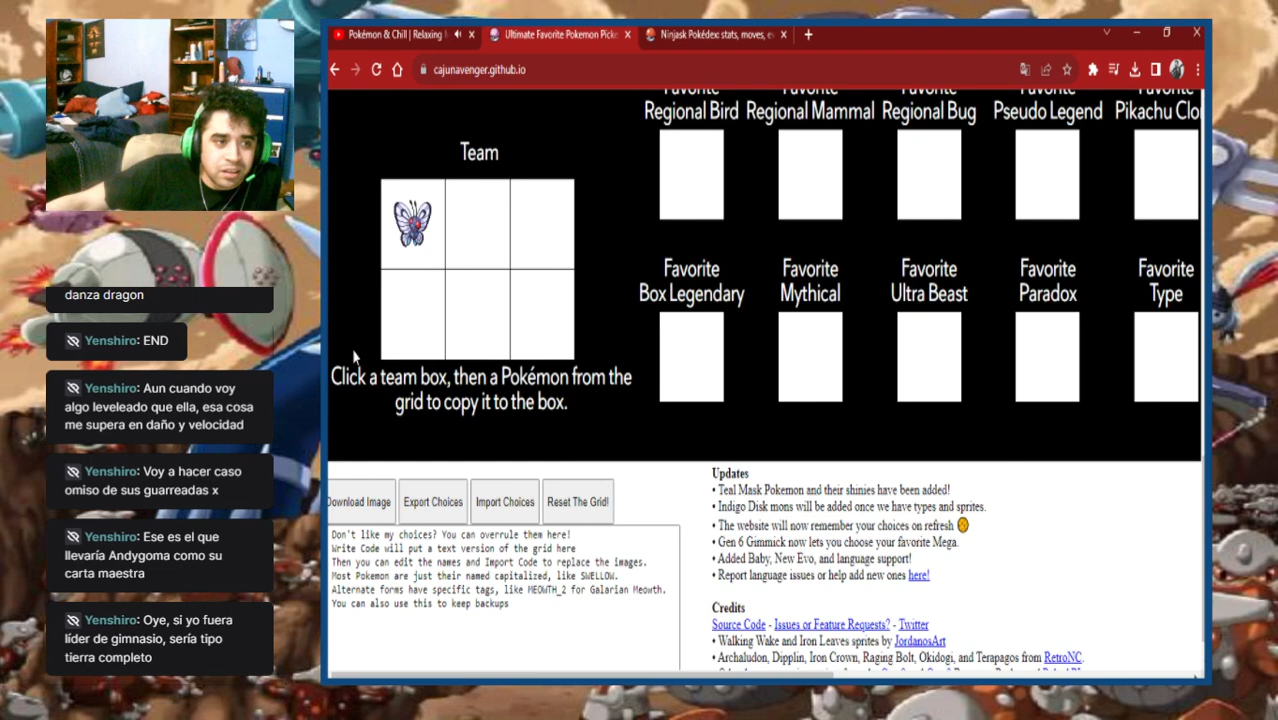 Pokémon & Chill | Relaxing
Ultimate Favorite Pokemon Picke
Ninjask Pokédex: stats, moves, e
cajunavenger.github.io
Favorite Favorite Favorite Favorite Favorite
Regional Bird Regional Mammal Regional Bug Pseudo Legend Pikachu Clo
Team
Favorite Favorite Favorite Favorite Favorite
Box Legendary Mythical Ultra Beast Paradox Type
Click a team box, then a Pokémon from the
grid to copy it to the box.
Download Image Export Choices Import Choices Reset The Grid!
Don't like my choices? You can overrule them here!
Write Code will put a text version of the grid here
Then you can edit the names and Import Code to replace the images.
Most Pokemon are just their named capitalized, like SWELLOW.
Alternate forms have specific tags, like MEOWTH_2 for Galarian Meowth.
You can also use this to keep backups
Updates
• Teal Mask Pokemon and their shinies have been added!
• Indigo Disk mons will be added once we have types and sprites.
• The website will now remember your choices on refresh
• Gen 6 Gimmick now lets you choose your favorite Mega.
• Added Baby, New Evo, and language support!
• Report language issues or help add new ones here!
Credits
Source Code - Issues or Feature Requests? - Twitter
• Walking Wake and Iron Leaves sprites by JordanosArt
• Archaludon, Dipplin, Iron Crown, Raging Bolt, Okidogi, and Terapagos from RetroNC.
danza dragon
Yenshiro: END
Yenshiro: Aun cuando voy
algo leveleado que ella, esa cosa
me supera en daño y velocidad
Yenshiro: Voy a hacer caso
omiso de sus guarreadas x
Yenshiro: Ese es el que
llevaría Andygoma como su
carta maestra
Yenshiro: Oye, si yo fuera
líder de gimnasio, sería tipo
tierra completo